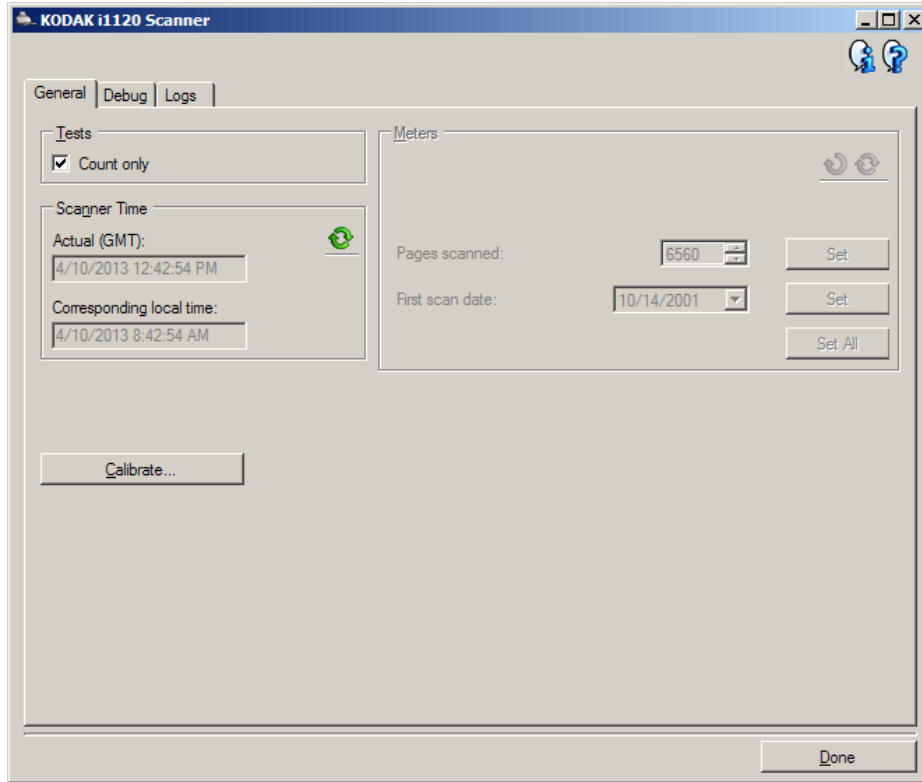 KODAK i1120 Scanner
General Debug Logs
Tests
Count only
Scanner Time
Actual (GMT):
4/10/2013 12:42:54 PM
Corresponding local time:
4/10/2013 8:42:54 AM
Meters
Pages scanned: 6560 Set
First scan date: 10/14/2001 Set
Set All
Calibrate...
Done